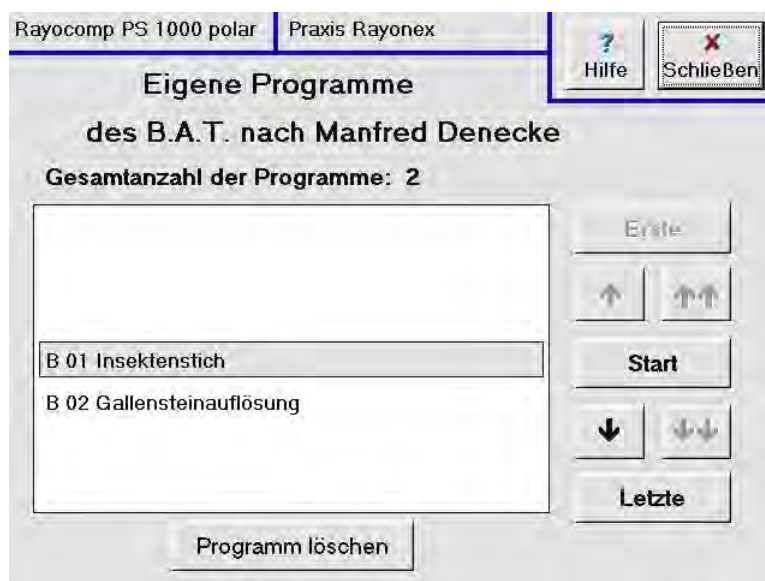 Rayocomp PS 1000 polar
Praxis Rayonex
?
Hilfe
X
Schließen
Eigene Programme
des B.A.T. nach Manfred Denecke
Gesamtanzahl der Programme: 2
Erste
B 01 Insektenstich
Start
B 02 Gallensteinauflösung
Letzte
Programm löschen